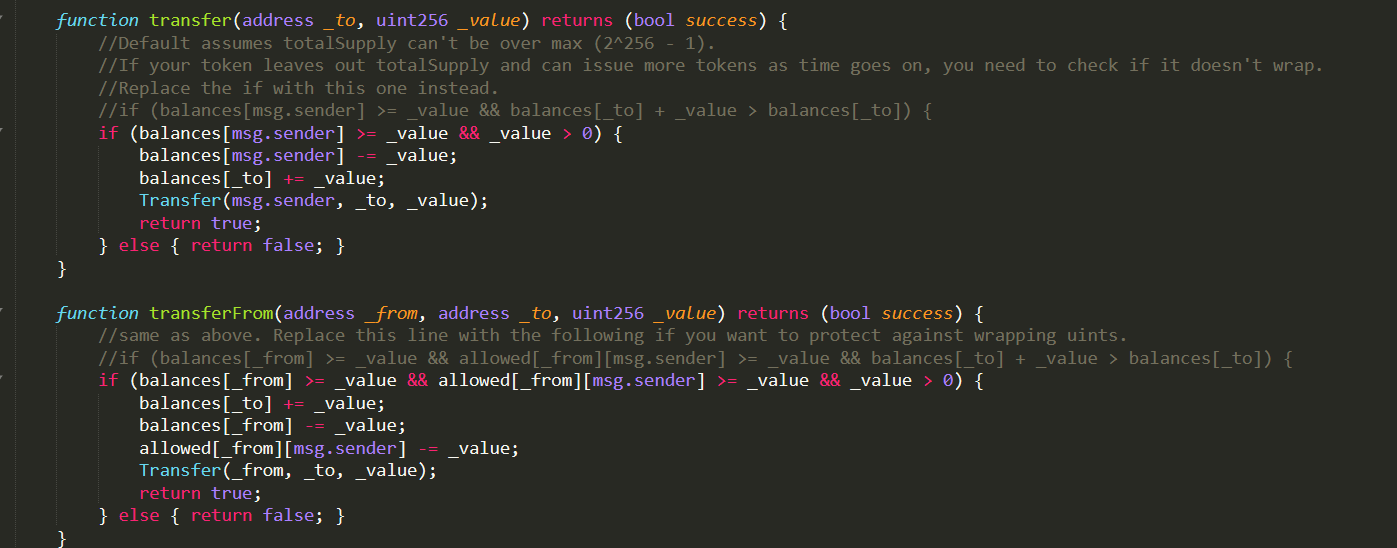 function transfer(address _to, uint256 _value) returns (bool success) {
//Default assumes totalSupply can't be over max (2^256 - 1).
//If your token leaves out totalSupply and can issue more tokens as time goes on, you need to check if it doesn't wrap.
//Replace the if with this one instead.
//if (balances[msg.sender] >= _value && balances[_to] + _value > balances[_to]) {
if (balances[msg.sender] >= _value && _value > 0) {
balances[msg.sender] -= _value;
balances[_to] += _value;
Transfer(msg.sender, _to, _value);
return true;
} else { return false; }
}
function transferFrom(address _from, address _to, uint256 _value) returns (bool success) {
//same as above. Replace this line with the following if you want to protect against wrapping uints.
//if (balances[_from] >= _value && allowed[_from][msg.sender] >= _value && balances[_to] + _value > balances[_to]) {
if (balances[_from] >= _value && allowed[_from][msg.sender] >= _value && _value > 0) {
balances[_to] += _value;
balances[_from] -= _value;
allowed[_from][msg.sender] -= _value;
Transfer(_from, _to, _value);
return true;
} else { return false; }
}